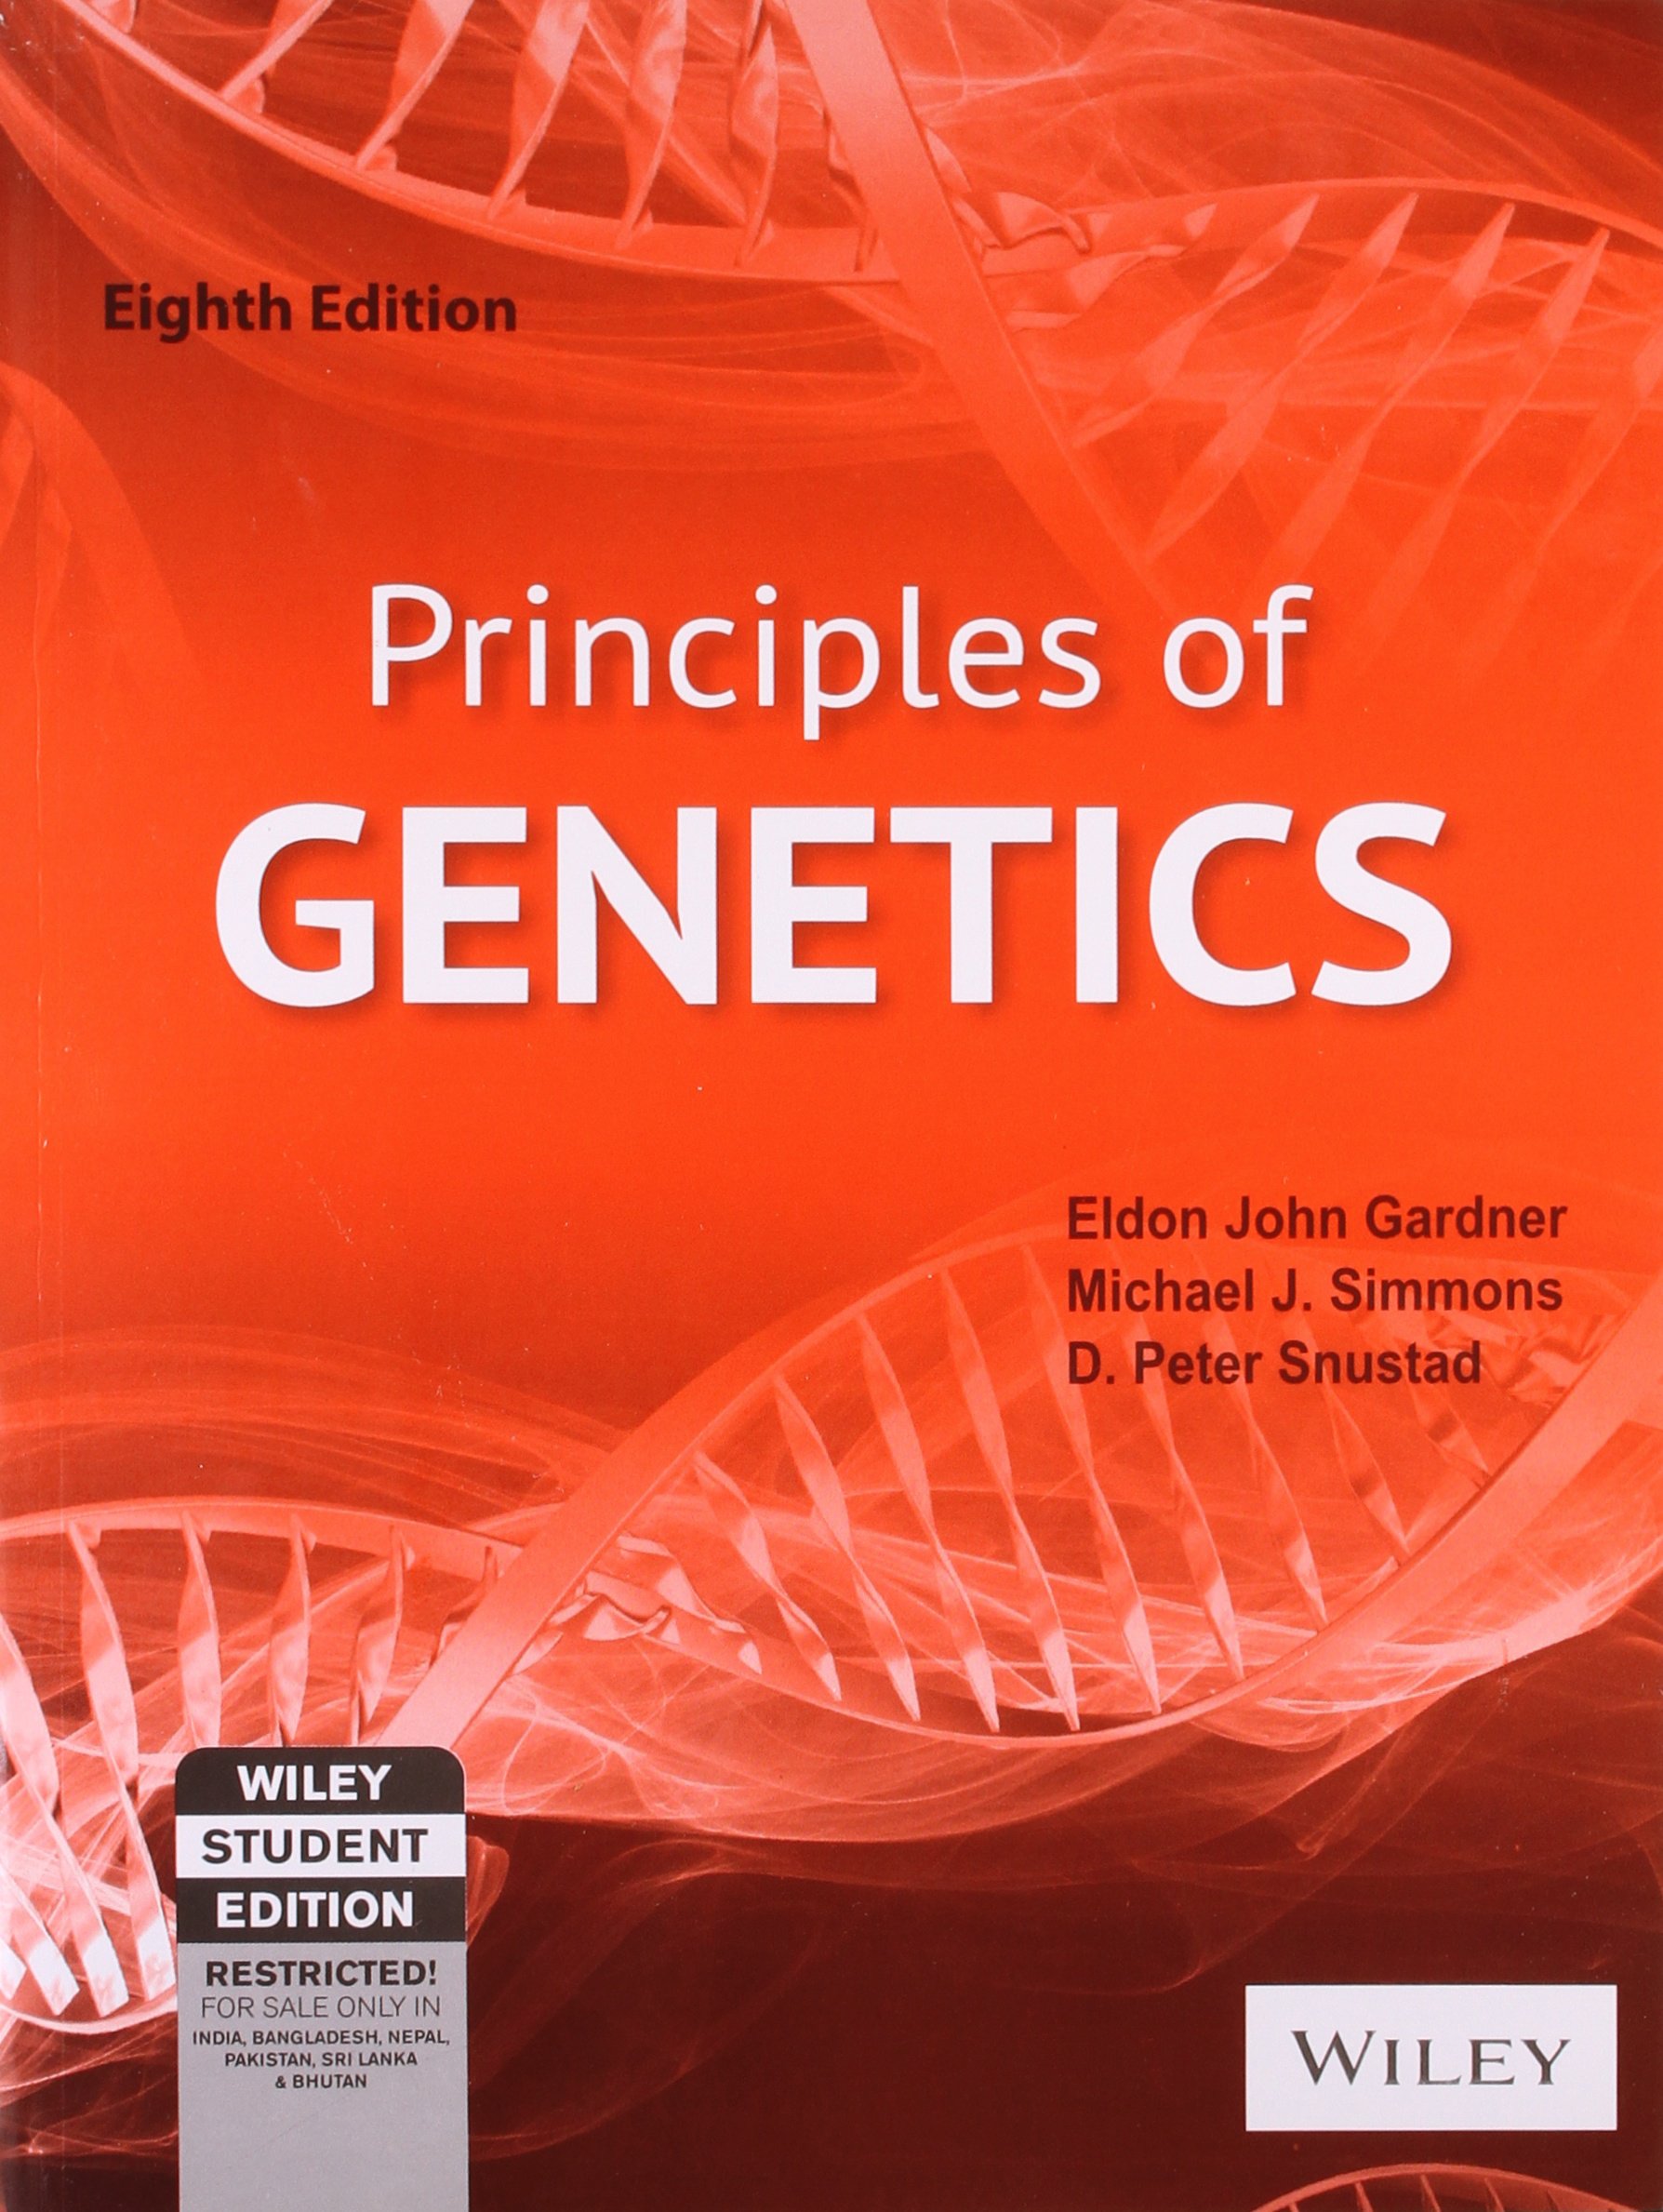 Eighth Edition
Principles of
GENETICS
Eldon John Gardner
Michael J. Simmons
D. Peter Snustad
WILEY
STUDENT
EDITION
RESTRICTED!
FOR SALE ONLY IN
INDIA, BANGLADESH, NEPAL,
PAKISTAN, SRI LANKA
& BHUTAN
WILEY